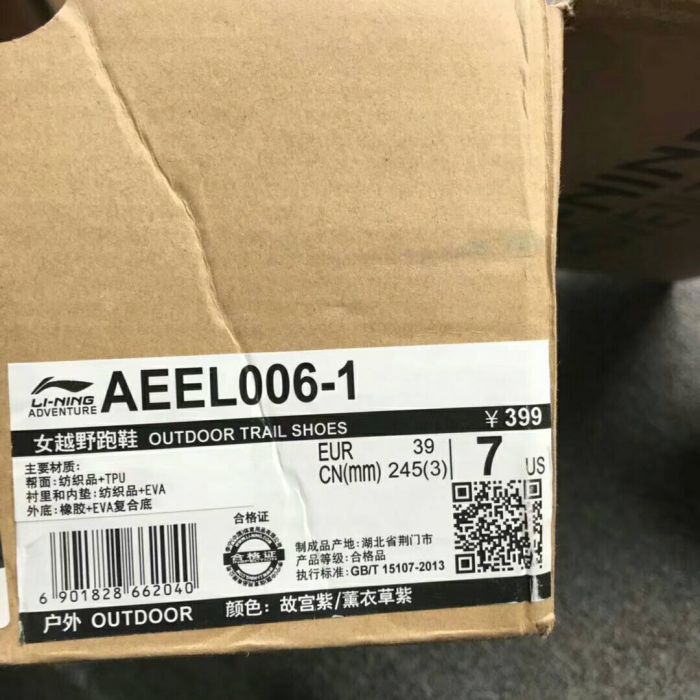 LI-NING
ADVENTURE
AEEL006-1
女越野跑鞋 OUTDOOR TRAIL SHOES
¥ 399
主要材质:
帮面: 纺织品+TPU
衬里和内垫: 纺织品+EVA
外底: 橡胶+EVA复合底
EUR 39
CN(mm) 245(3)
7 US
合格证
合格证
制成品产地: 湖北省荆门市
产品等级: 合格品
执行标准: GB/T 15107-2013
6 901828 662040
户外 OUTDOOR
颜色: 故宫紫/薰衣草紫